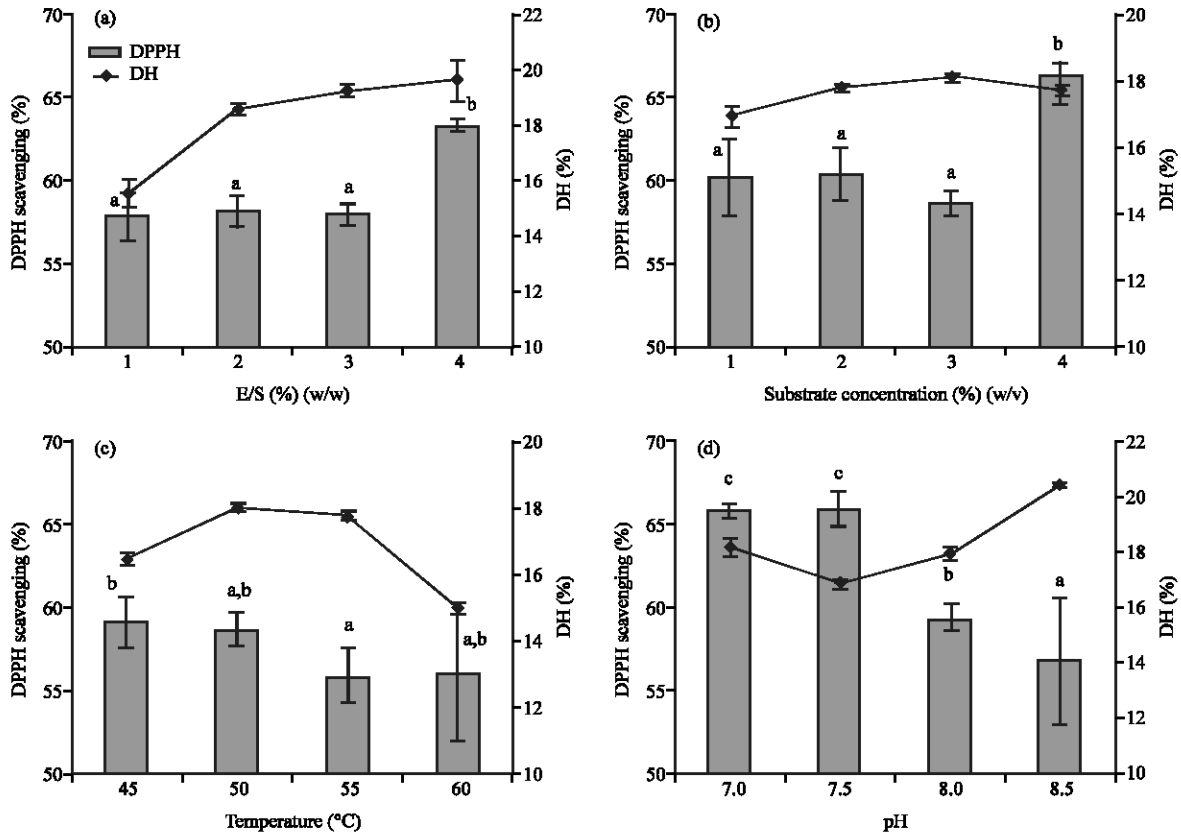 (a)
DPPH
DH
DPPH scavenging (%)
70
65
60
55
50
22
20
18
16
14
12
10
DH (%)
a
a
a
b
1 2 3 4
E/S (%) (w/w)
(b)
DPPH scavenging (%)
70
65
60
55
50
20
18
16
14
12
10
DH (%)
a
a
a
b
1 2 3 4
Substrate concentration (%) (w/v)
(c)
DPPH scavenging (%)
70
65
60
55
50
20
18
16
14
12
10
DH (%)
b
a,b
a
a,b
45 50 55 60
Temperature (°C)
(d)
DPPH scavenging (%)
70
65
60
55
50
22
20
18
16
14
12
10
DH (%)
c
c
b
a
7.0 7.5 8.0 8.5
pH